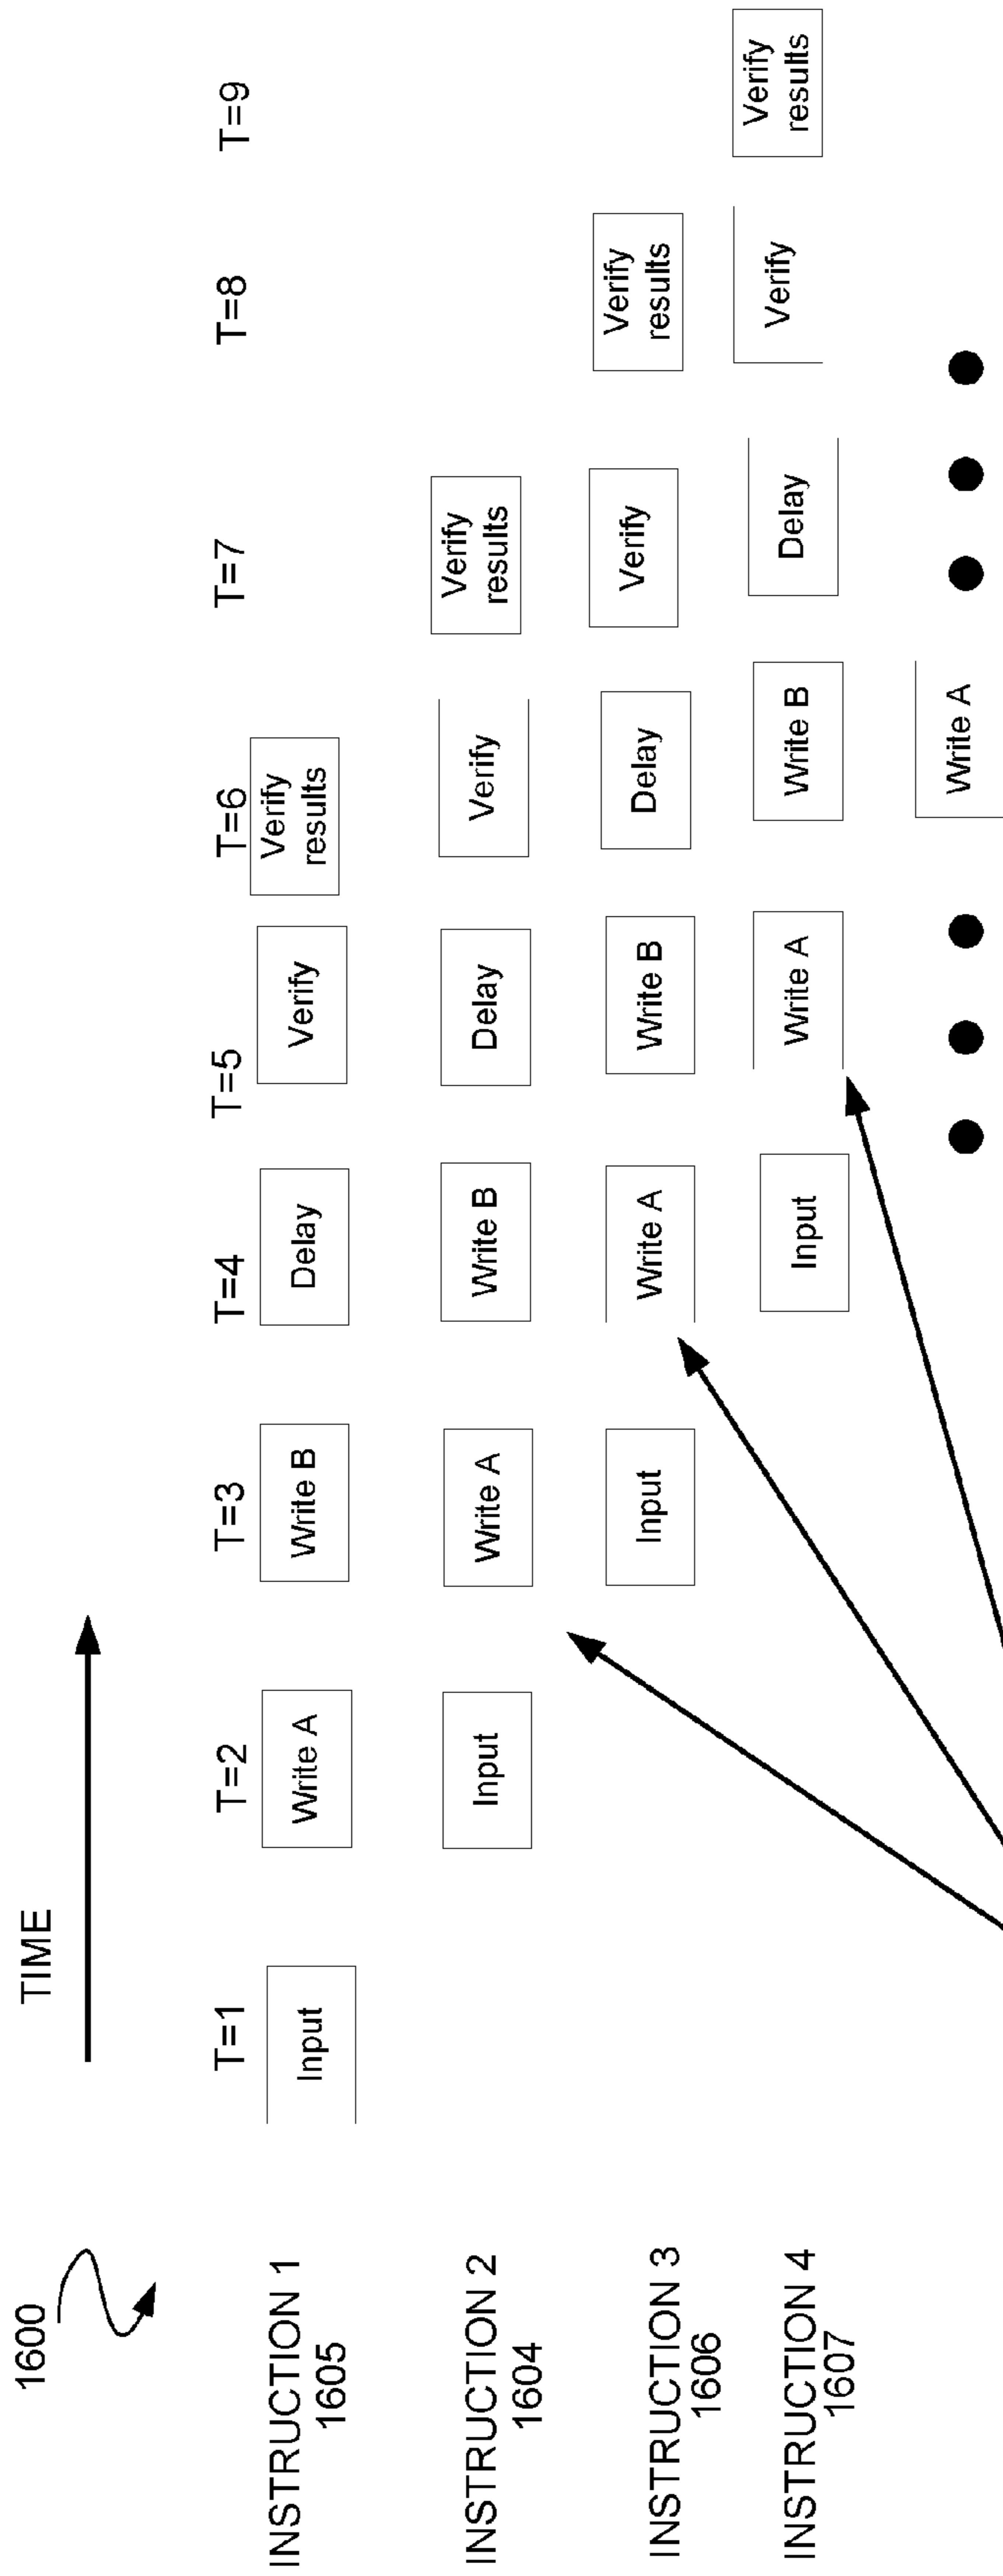 1600
TIME
T=1 T=2 T=3 T=4 T=5 T=6 T=7 T=8 T=9
INSTRUCTION 1
1605
Input
Write A
Write B
Delay
Verify
Verify
results
INSTRUCTION 2
1604
Input
Write A
Write B
Delay
Verify
Verify
results
INSTRUCTION 3
1606
Input
Write A
Write B
Delay
Verify
Verify
results
INSTRUCTION 4
1607
Input
Write A
Write B
Delay
Verify
Verify
results
Write A